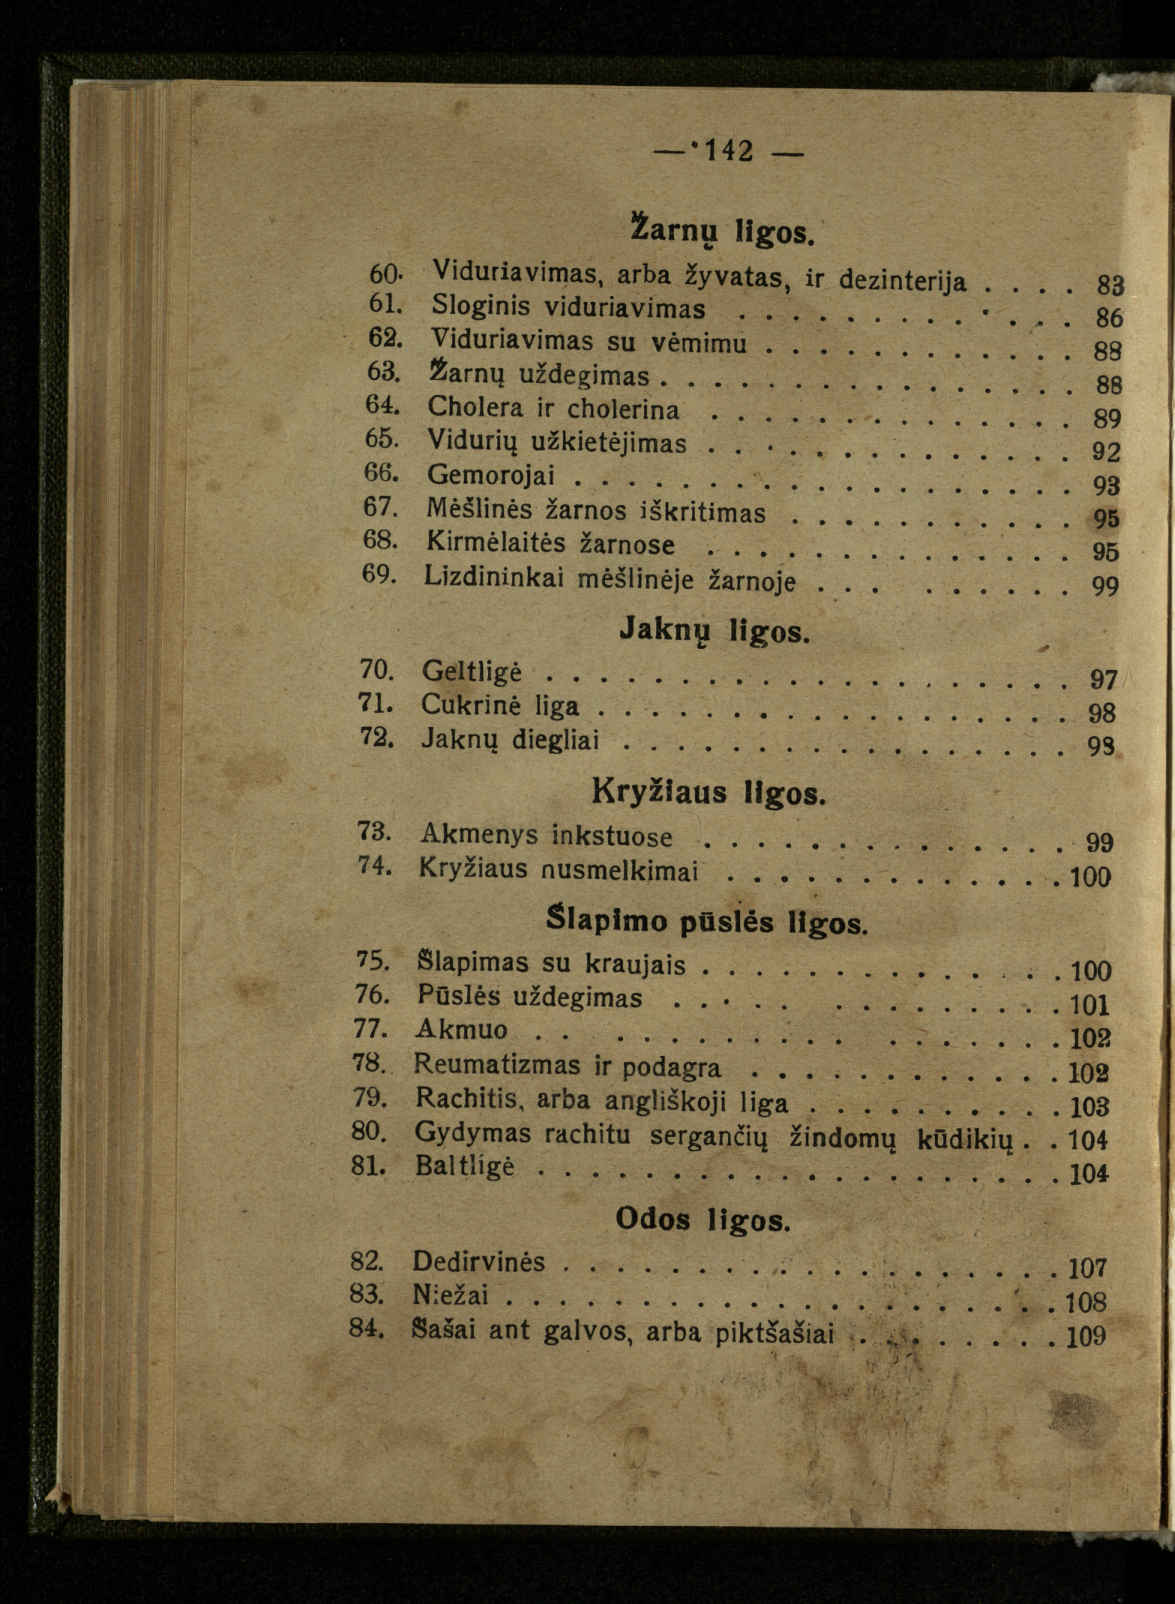 — 142 —
Žarnų ligos.
60. Viduriavimas, arba žyvatas, ir dezinterija . . . . 83
61. Sloginis viduriavimas . . . . . . . . . . . . . 86
62. Viduriavimas su vėmimu . . . . . . . . . . . . 88
63. Žarnų uždegimas . . . . . . . . . . . . . . . . 88
64. Cholera ir cholerina . . . . . . . . . . . . . . 89
65. Vidurių užkietėjimas . . . . . . . . . . . . . . 92
66. Gemorojai . . . . . . . . . . . . . . . . . . . 93
67. Mėšlinės žarnos iškritimas . . . . . . . . . . . 95
68. Kirmėlaitės žarnose . . . . . . . . . . . . . . 95
69. Lizdininkai mėšlinėje žarnoje . . . . . . . . . 99
Jaknų ligos.
70. Geltligė . . . . . . . . . . . . . . . . . . . . 97
71. Cukrinė liga . . . . . . . . . . . . . . . . . . 98
72. Jaknų diegliai . . . . . . . . . . . . . . . . . 98
Kryžiaus ligos.
73. Akmenys inkstuose . . . . . . . . . . . . . . 99
74. Kryžiaus nusmelkimai . . . . . . . . . . . . . 100
Šlapimo pūslės ligos.
75. Šlapimas su kraujais . . . . . . . . . . . . . . 100
76. Pūslės uždegimas . . . . . . . . . . . . . . 101
77. Akmuo . . . . . . . . . . . . . . . . . . 102
78. Reumatizmas ir podagra . . . . . . . . . . . . 102
79. Rachitis, arba angliškoji liga . . . . . . . . . . 103
80. Gydymas rachitu sergančių žindomų kūdikių . . 104
81. Baltligė . . . . . . . . . . . . . . . . . . . . 104
Odos ligos.
82. Dedirvinės . . . . . . . . . . . . . . . . . . . 107
83. Niežai . . . . . . . . . . . . . . . . . . . . . 108
84. Šašai ant galvos, arba piktšašiai . . . . . . . . 109